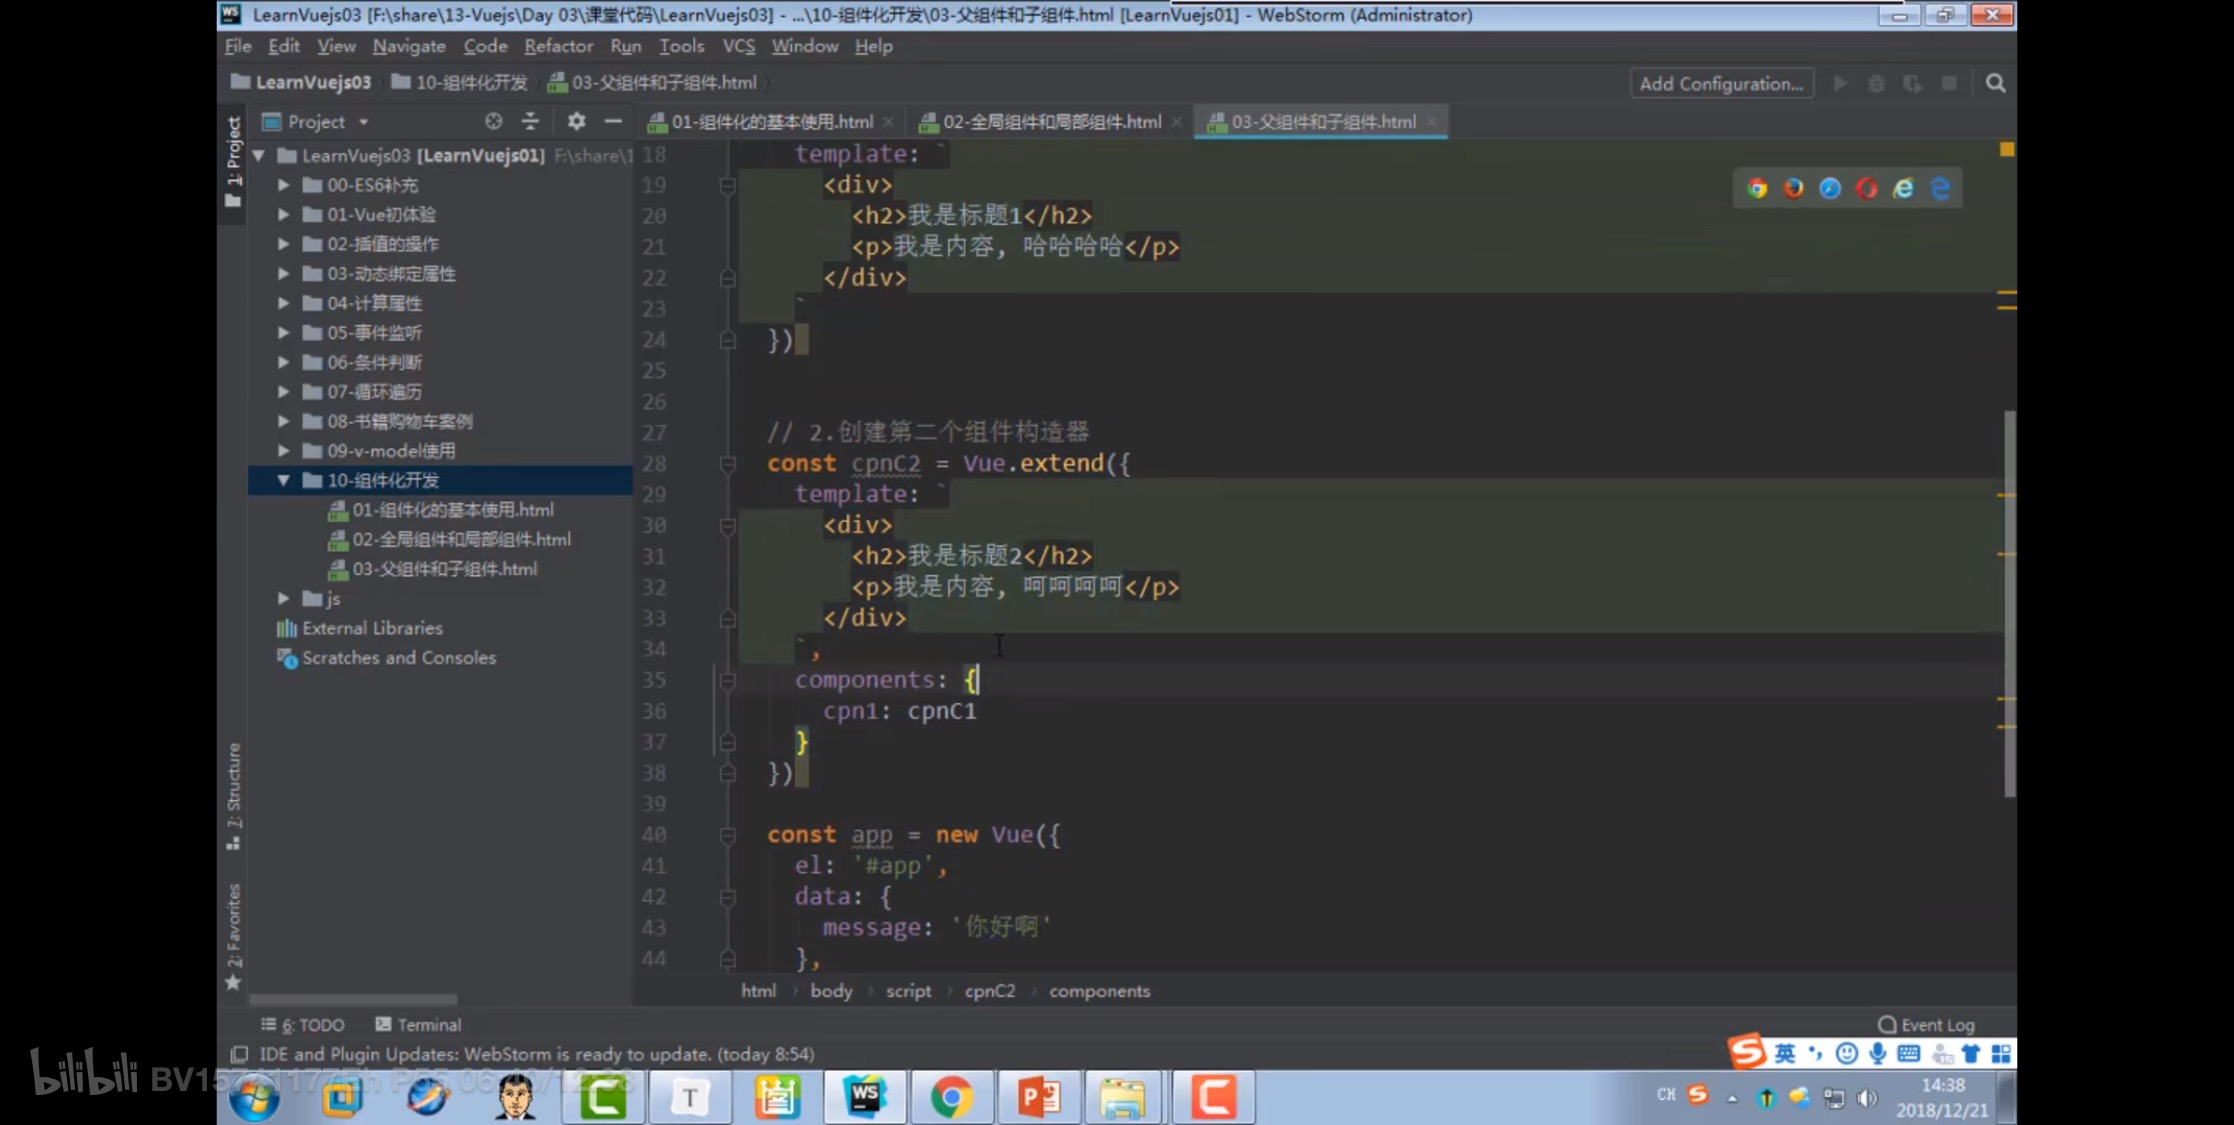 LearnVuejs03 [F:\share\13-Vuejs\Day 03\课堂代码\LearnVuejs03] - ...\10-组件化开发\03-父组件和子组件.html [LearnVuejs01] - WebStorm (Administrator)
File Edit View Navigate Code Refactor Run Tools VCS Window Help
LearnVuejs03 10-组件化开发 03-父组件和子组件.html Add Configuration...
Project
01-组件化的基本使用.html 02-全局组件和局部组件.html 03-父组件和子组件.html
1: Project
7: Structure
2: Favorites
LearnVuejs03 [LearnVuejs01] F:\share\1
00-ES6补充
01-Vue初体验
02-插值的操作
03-动态绑定属性
04-计算属性
05-事件监听
06-条件判断
07-循环遍历
08-书籍购物车案例
09-v-model使用
10-组件化开发
01-组件化的基本使用.html
02-全局组件和局部组件.html
03-父组件和子组件.html
js
External Libraries
Scratches and Consoles
18 template: `
19 <div>
20 <h2>我是标题1</h2>
21 <p>我是内容, 哈哈哈哈</p>
22 </div>
23 `
24 })
25
26
27 // 2.创建第二个组件构造器
28 const cpnC2 = Vue.extend({
29 template: `
30 <div>
31 <h2>我是标题2</h2>
32 <p>我是内容, 呵呵呵呵</p>
33 </div>
34 `,
35 components: {
36 cpn1: cpnC1
37 }
38 })
39
40 const app = new Vue({
41 el: '#app',
42 data: {
43 message: '你好啊'
44 },
html body script cpnC2 components
6: TODO Terminal Event Log
IDE and Plugin Updates: WebStorm is ready to update. (today 8:54)
英
bilibili
WS
CH
14:38
2018/12/21